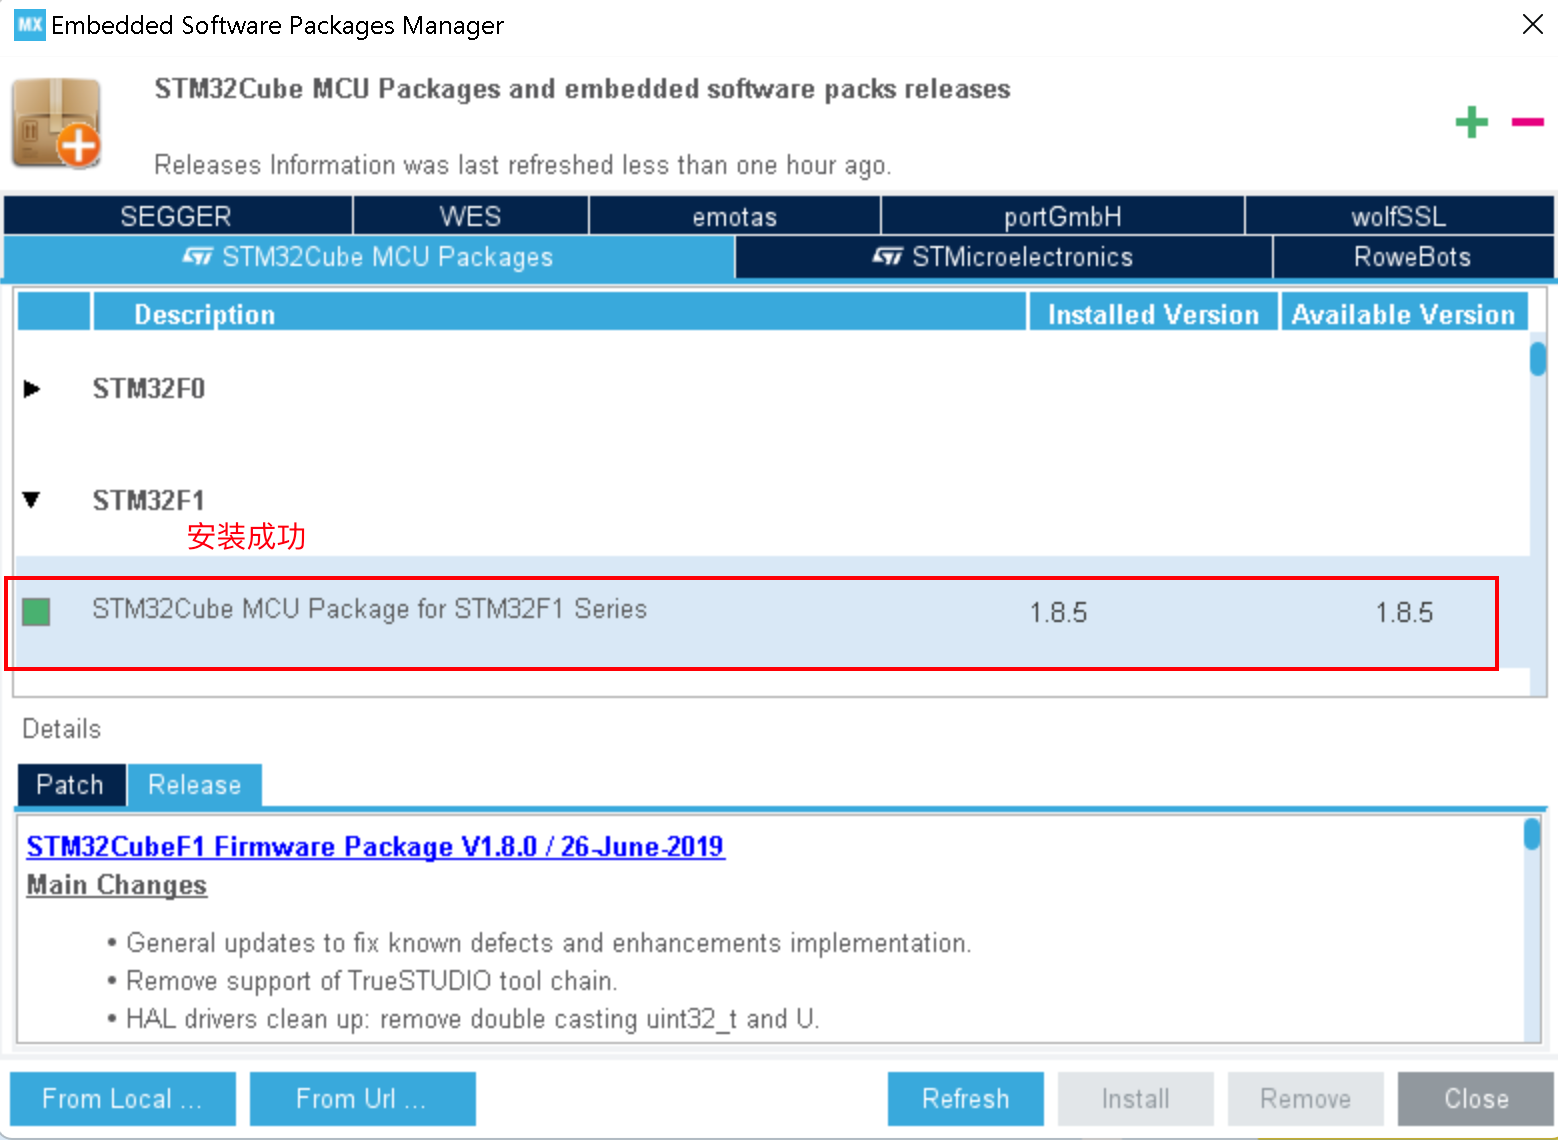 MX Embedded Software Packages Manager
STM32Cube MCU Packages and embedded software packs releases
Releases Information was last refreshed less than one hour ago.
SEGGER WES emotas portGmbH wolfSSL
STM32Cube MCU Packages STMicroelectronics RoweBots
Description Installed Version Available Version
STM32F0
STM32F1
安装成功
STM32Cube MCU Package for STM32F1 Series 1.8.5 1.8.5
Details
Patch Release
STM32CubeF1 Firmware Package V1.8.0 / 26-June-2019
Main Changes
• General updates to fix known defects and enhancements implementation.
• Remove support of TrueSTUDIO tool chain.
• HAL drivers clean up: remove double casting uint32_t and U.
From Local ... From Url ... Refresh Install Remove Close